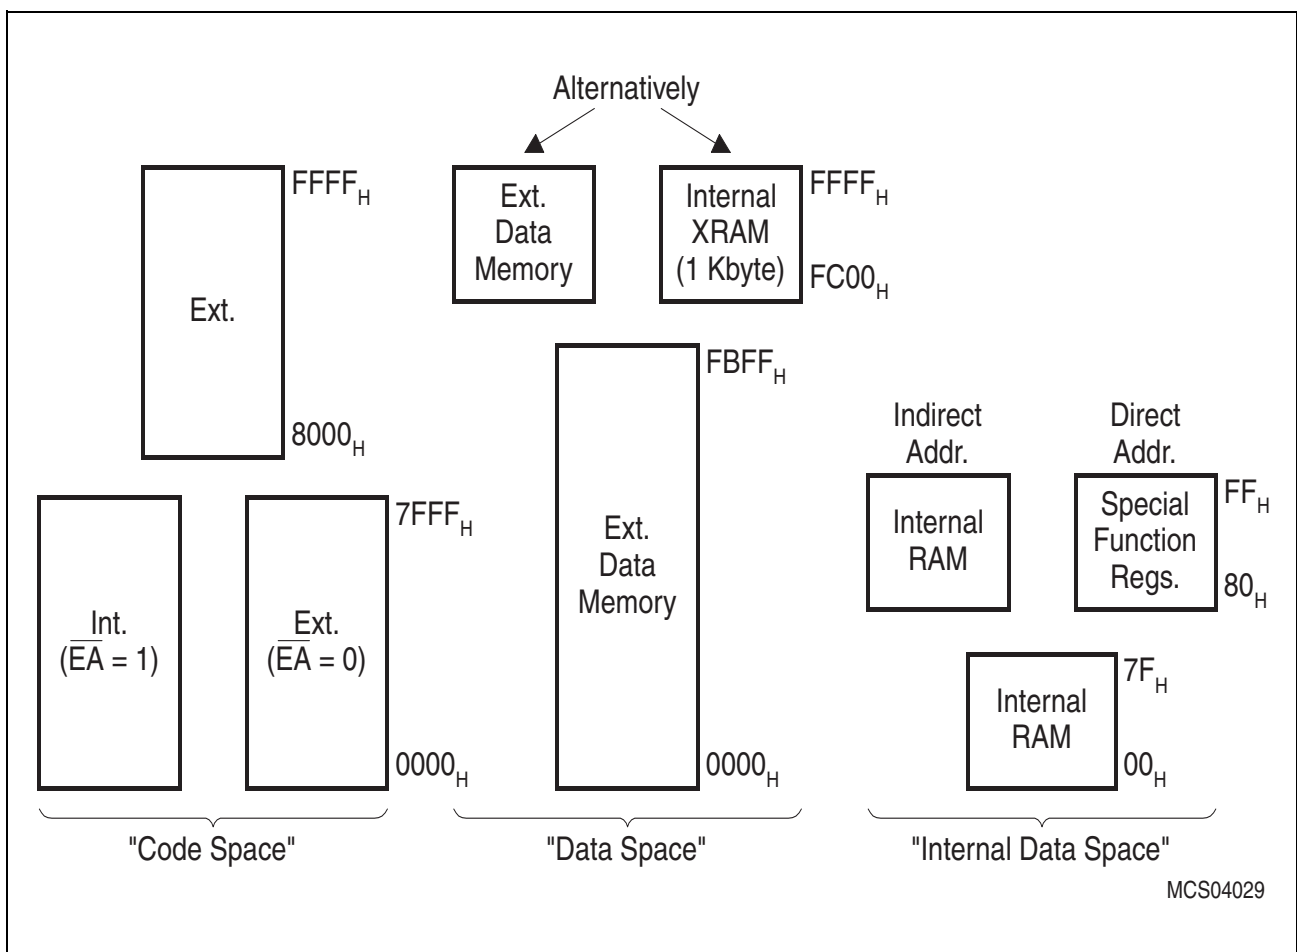 Alternatively
FFFFH
Ext.
8000H
Ext.
Data
Memory
Internal
XRAM
(1 Kbyte)
FFFFH
FC00H
Int.
(EA = 1)
Ext.
(EA = 0)
7FFFH
0000H
FBFFH
Ext.
Data
Memory
0000H
Indirect
Addr.
Direct
Addr.
Internal
RAM
Special
Function
Regs.
FFH
80H
Internal
RAM
7FH
00H
"Code Space"
"Data Space"
"Internal Data Space"
MCS04029